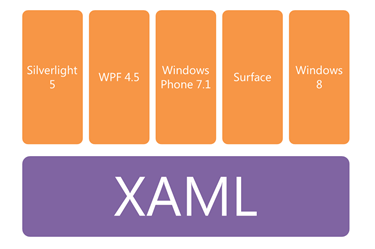 Silverlight
5
WPF 4.5
Windows
Phone 7.1
Surface
Windows
8
XAML